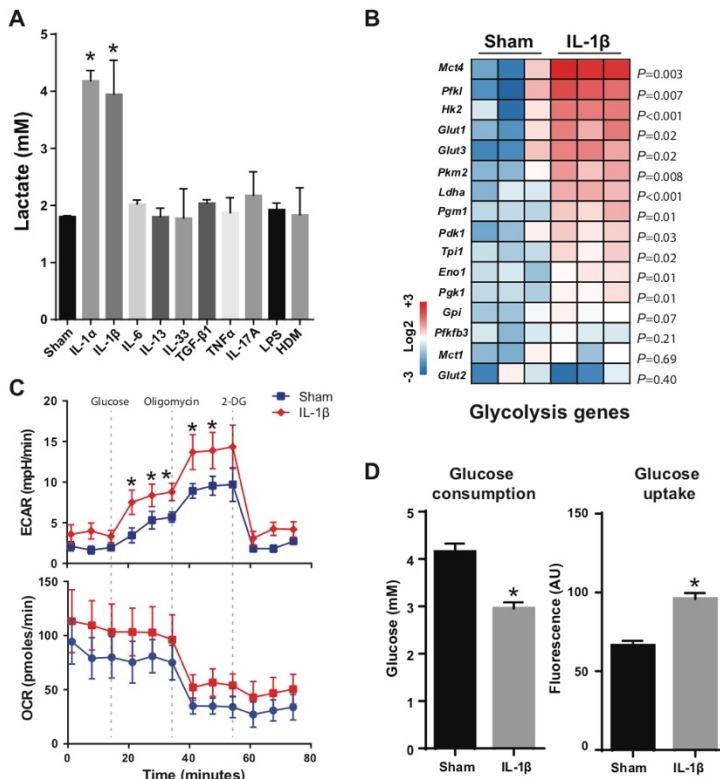 A
Lactate (mM)
6
4
2
0
* *
Sham
IL-1α
IL-1β
IL-6
IL-13
IL-33
TGF-β1
TNFα
IL-17A
LPS
HDM
B
Sham IL-1β
Mct4 P=0.003
Pfkl P=0.007
Hk2 P<0.001
Glut1 P=0.02
Glut3 P=0.02
Pkm2 P=0.008
Ldha P<0.001
Pgm1 P=0.01
Pdk1 P=0.03
Tpi1 P=0.02
Eno1 P=0.01
Pgk1 P=0.01
Gpi P=0.07
Pfkfb3 P=0.21
Mct1 P=0.69
Glut2 P=0.40
-3 Log2 +3
Glycolysis genes
C
Sham
IL-1β
Glucose Oligomycin 2-DG
ECAR (mpH/min)
20
15
10
5
0
* * * * *
OCR (pmoles/min)
150
100
50
0
0 20 40 60 80
Time (minutes)
D
Glucose
consumption
Glucose (mM)
5
4
3
2
1
0
*
Sham IL-1β
Glucose
uptake
Fluorescence (AU)
150
100
50
0
*
Sham IL-1β